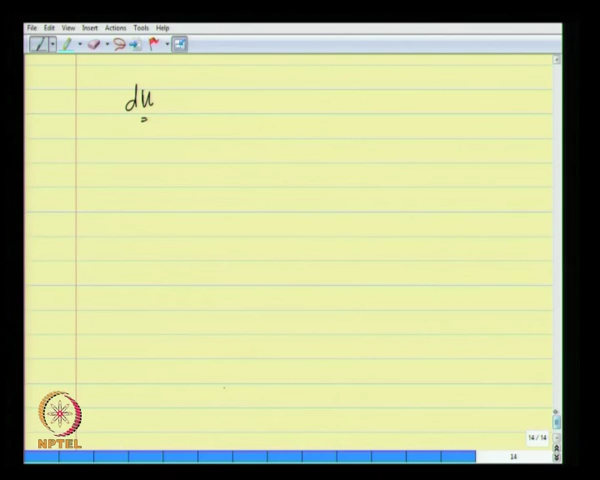 File Edit View Insert Actions Tools Help
du
=
NPTEL
14 / 14
14